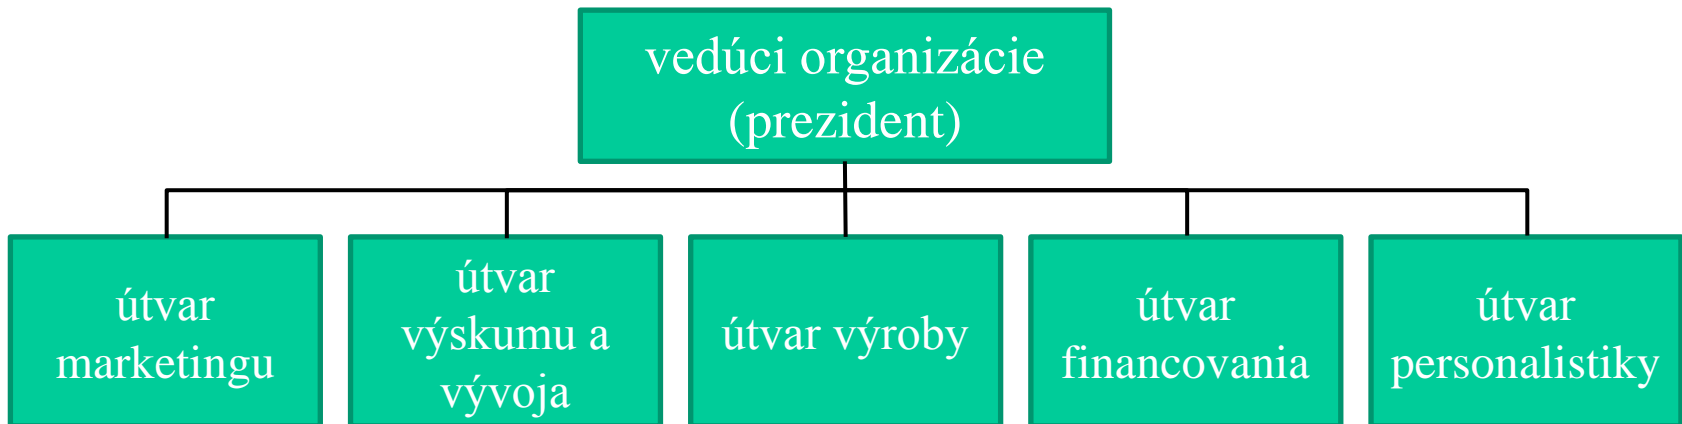 vedúci organizácie
(prezident)
útvar
marketingu
útvar
výskumu a
vývoja
útvar výroby
útvar
financovania
útvar
personalistiky